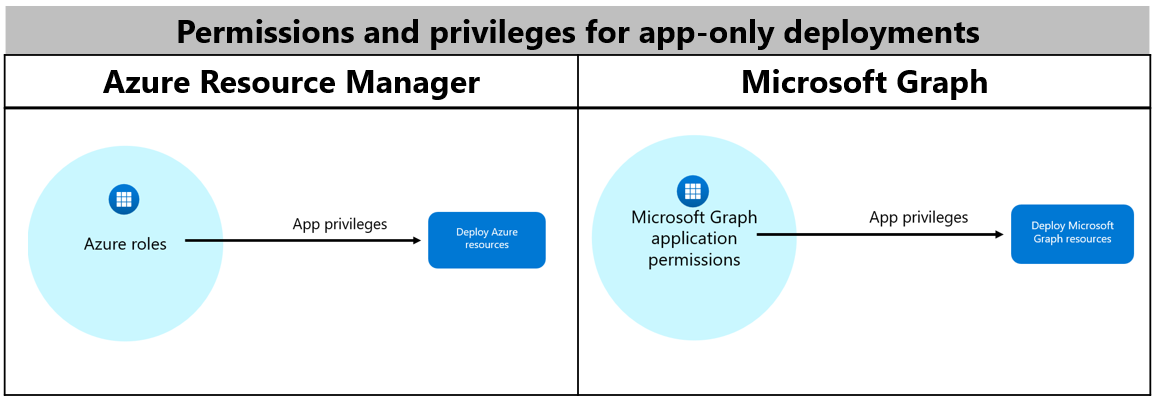 Permissions and privileges for app-only deployments
Azure Resource Manager
Microsoft Graph
Azure roles
App privileges
Deploy Azure
resources
Microsoft Graph
application
permissions
App privileges
Deploy Microsoft
Graph resources